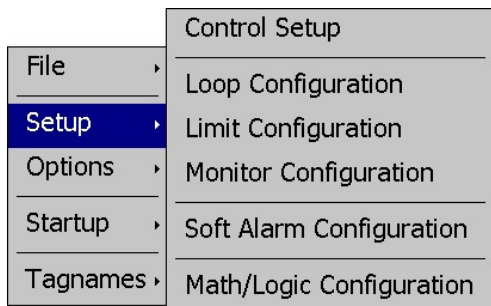 File
Setup
Options
Startup
Tagnames
Control Setup
Loop Configuration
Limit Configuration
Monitor Configuration
Soft Alarm Configuration
Math/Logic Configuration